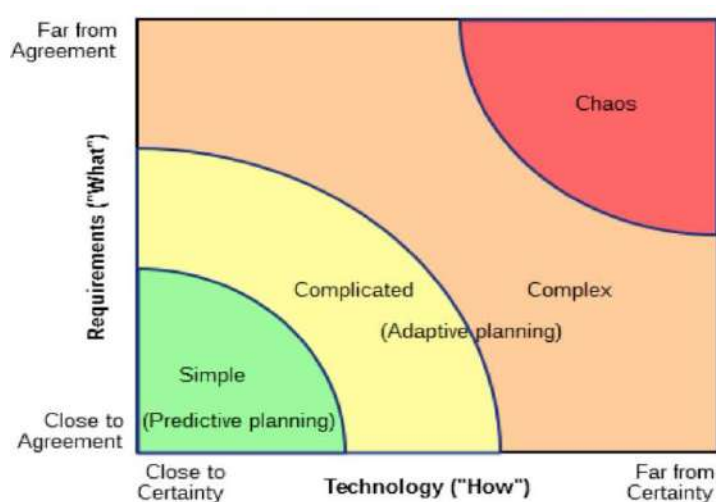 Far from
Agreement
Chaos
Requirements ("What")
Complicated
Complex
(Adaptive planning)
Simple
(Predictive planning)
Close to
Agreement
Close to
Certainty
Technology ("How")
Far from
Certainty